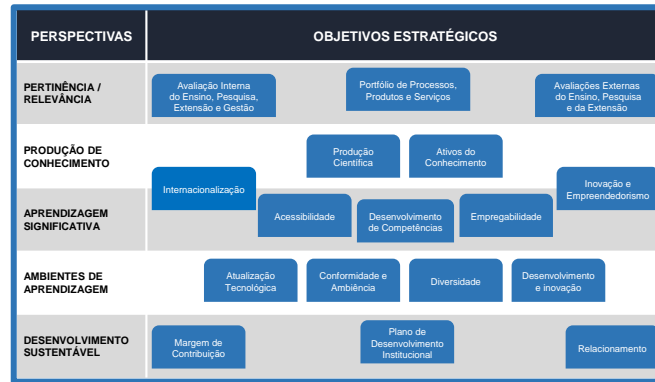 PERSPECTIVAS
OBJETIVOS ESTRATÉGICOS
PERTINÊNCIA /
RELEVÂNCIA
Avaliação Interna
do Ensino, Pesquisa,
Extensão e Gestão
Portfólio de Processos,
Produtos e Serviços
Avaliações Externas
do Ensino, Pesquisa
e da Extensão
PRODUÇÃO DE
CONHECIMENTO
Produção
Científica
Ativos do
Conhecimento
Internacionalização
Inovação e
Empreendedorismo
APRENDIZAGEM
SIGNIFICATIVA
Acessibilidade
Desenvolvimento
de Competências
Empregabilidade
AMBIENTES DE
APRENDIZAGEM
Atualização
Tecnológica
Conformidade e
Ambiência
Diversidade
Desenvolvimento
e inovação
DESENVOLVIMENTO
SUSTENTÁVEL
Margem de
Contribuição
Plano de
Desenvolvimento
Institucional
Relacionamento